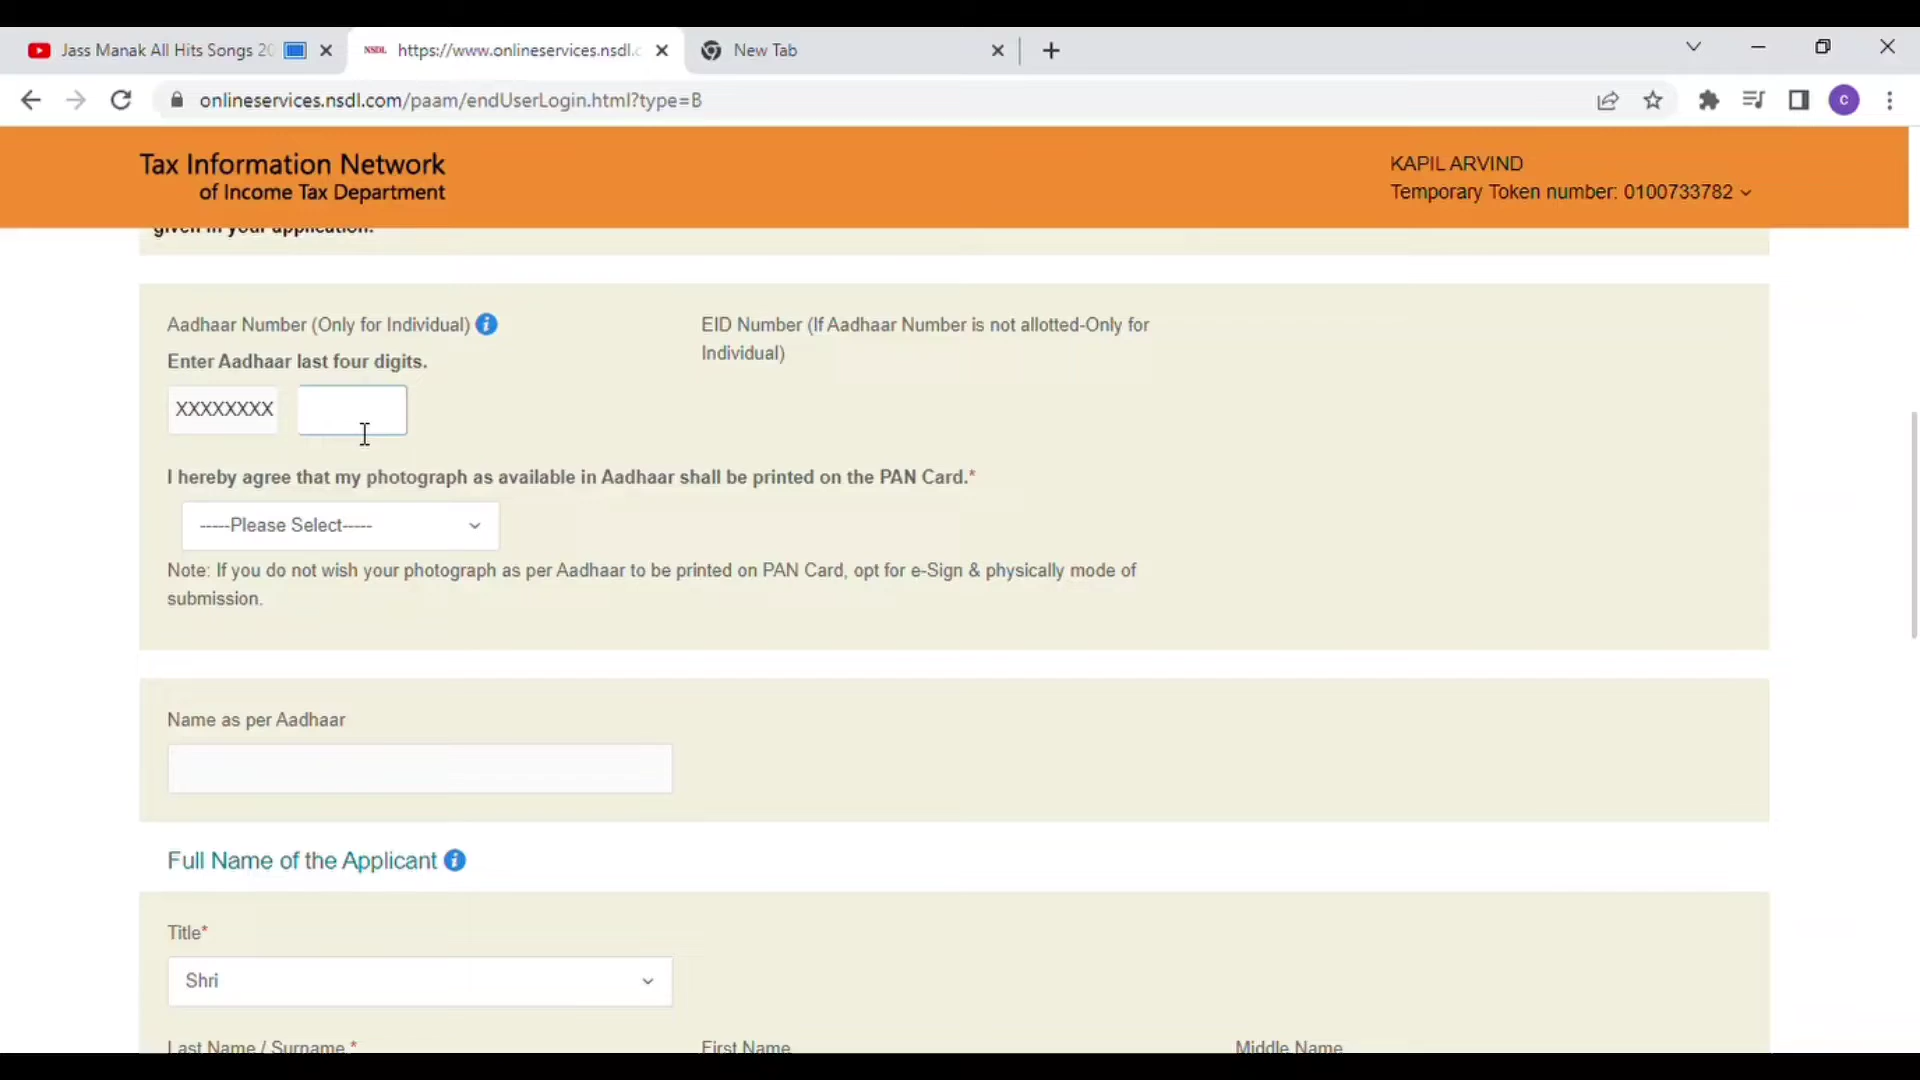 Jass Manak All Hits Songs 20
https://www.onlineservices.nsdl.c
New Tab
onlineservices.nsdl.com/paam/endUserLogin.html?type=B
C
Tax Information Network
of Income Tax Department
KAPIL ARVIND
Temporary Token number: 0100733782
given in your application.
Aadhaar Number (Only for Individual)
EID Number (If Aadhaar Number is not allotted-Only for
Individual)
Enter Aadhaar last four digits.
XXXXXXXX
I hereby agree that my photograph as available in Aadhaar shall be printed on the PAN Card.*
-----Please Select-----
Note: If you do not wish your photograph as per Aadhaar to be printed on PAN Card, opt for e-Sign & physically mode of
submission.
Name as per Aadhaar
Full Name of the Applicant
Title*
Shri
Last Name / Surname *
First Name
Middle Name